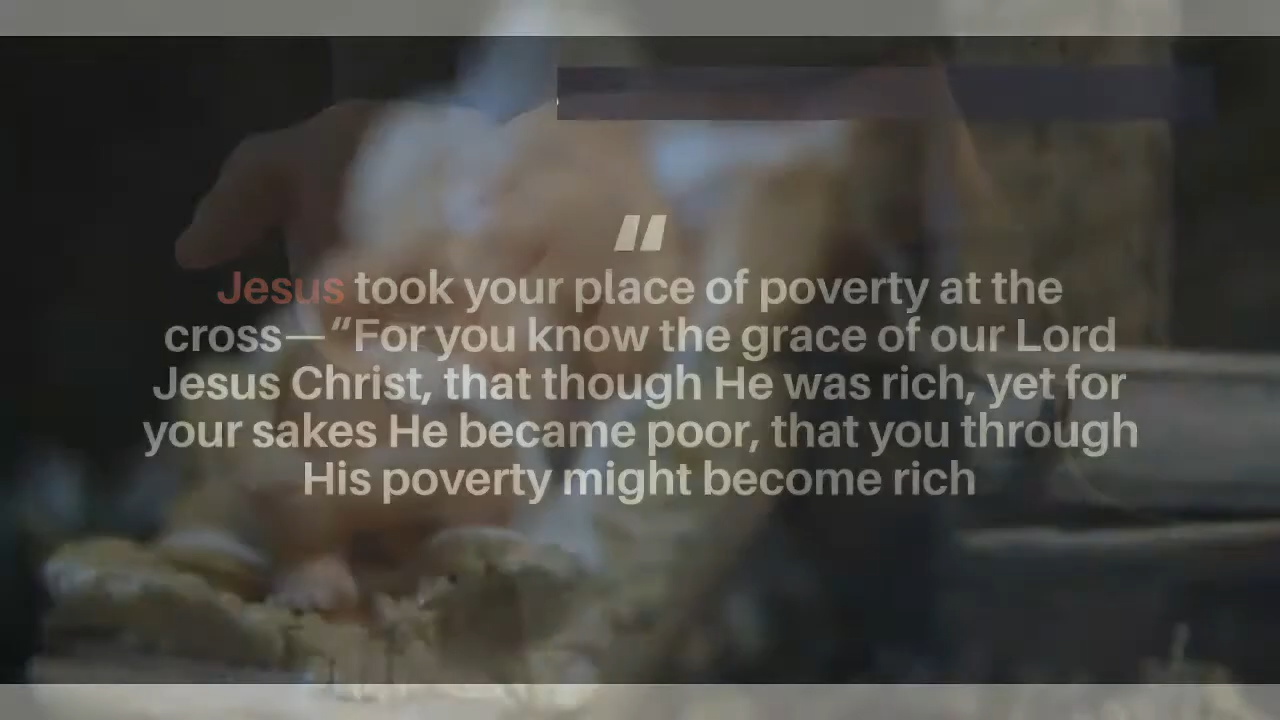 "
Jesus took your place of poverty at the
cross—“For you know the grace of our Lord
Jesus Christ, that though He was rich, yet for
your sakes He became poor, that you through
His poverty might become rich